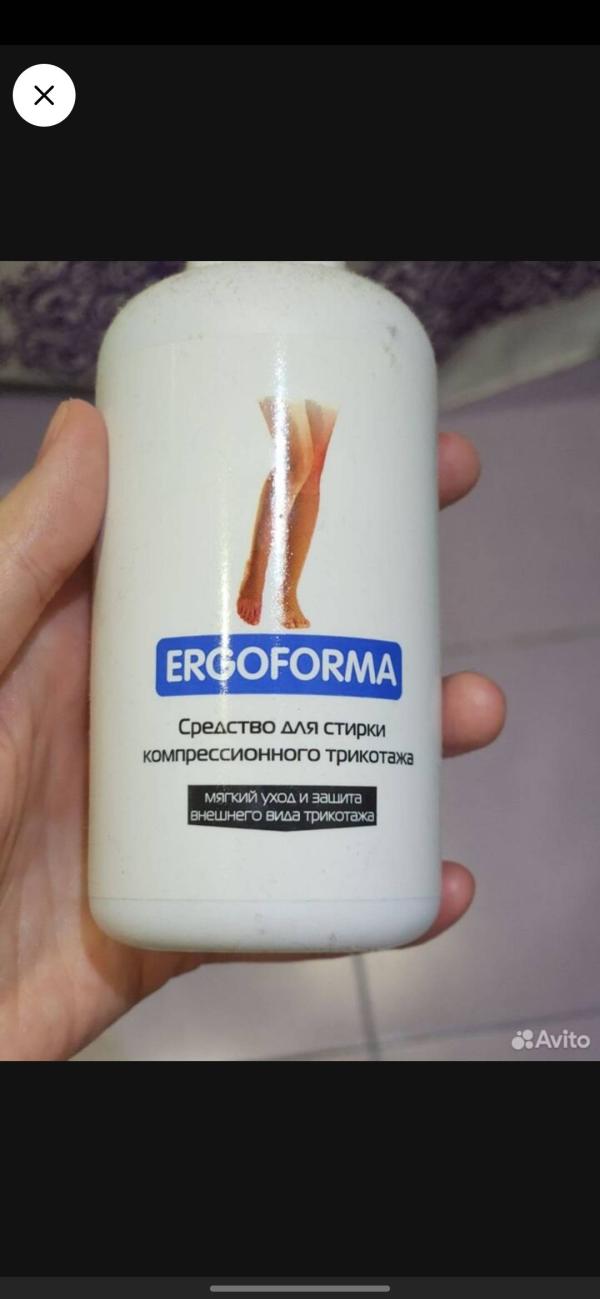 ERGOFORMA
Средство для стирки
компрессионного трикотажа
мягкий уход и защита
внешнего вида трикотажа
Avito